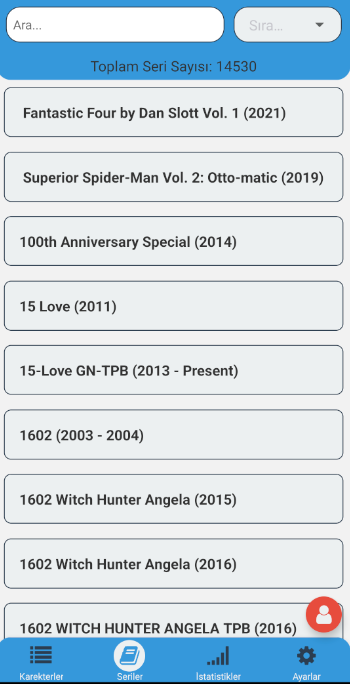 Ara...
Sıra...
Toplam Seri Sayısı: 14530
Fantastic Four by Dan Slott Vol. 1 (2021)
Superior Spider-Man Vol. 2: Otto-matic (2019)
100th Anniversary Special (2014)
15 Love (2011)
15-Love GN-TPB (2013 - Present)
1602 (2003 - 2004)
1602 Witch Hunter Angela (2015)
1602 Witch Hunter Angela (2016)
1602 WITCH HUNTER ANGELA TPB (2016)
Karekterler
Seriler
İstatistikler
Ayarlar